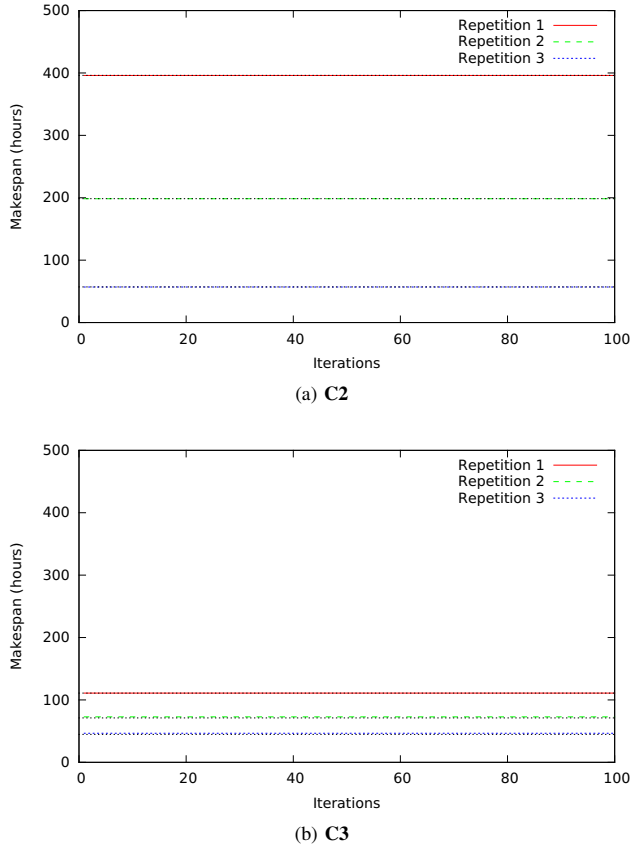 500
400
300
200
100
0
Makespan (hours)
Repetition 1
Repetition 2
Repetition 3
0 20 40 60 80 100
Iterations
(a) C2
500
400
300
200
100
0
Makespan (hours)
Repetition 1
Repetition 2
Repetition 3
0 20 40 60 80 100
Iterations
(b) C3